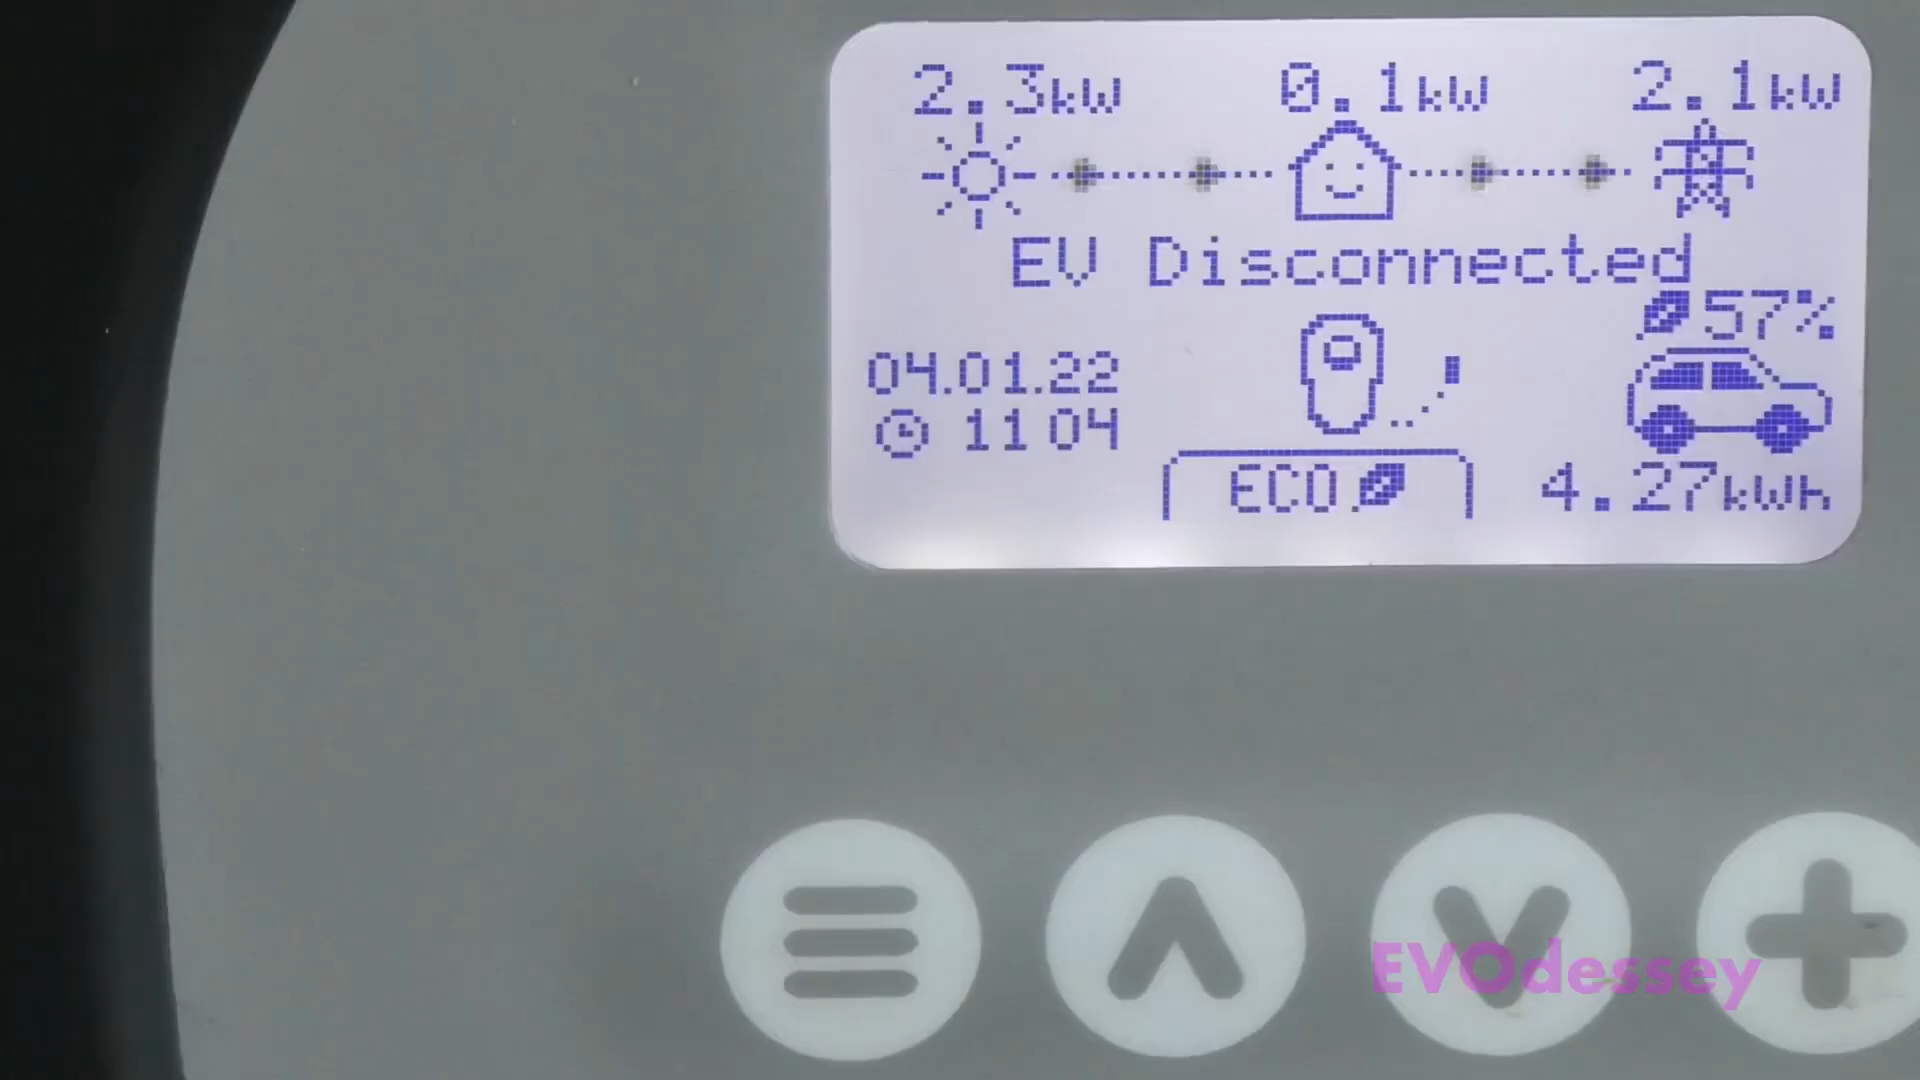 2.3kW 0.1kW 2.1kW
EV Disconnected
57%
04.01.22
11 04
ECO
4.27kWh
EVOdessey